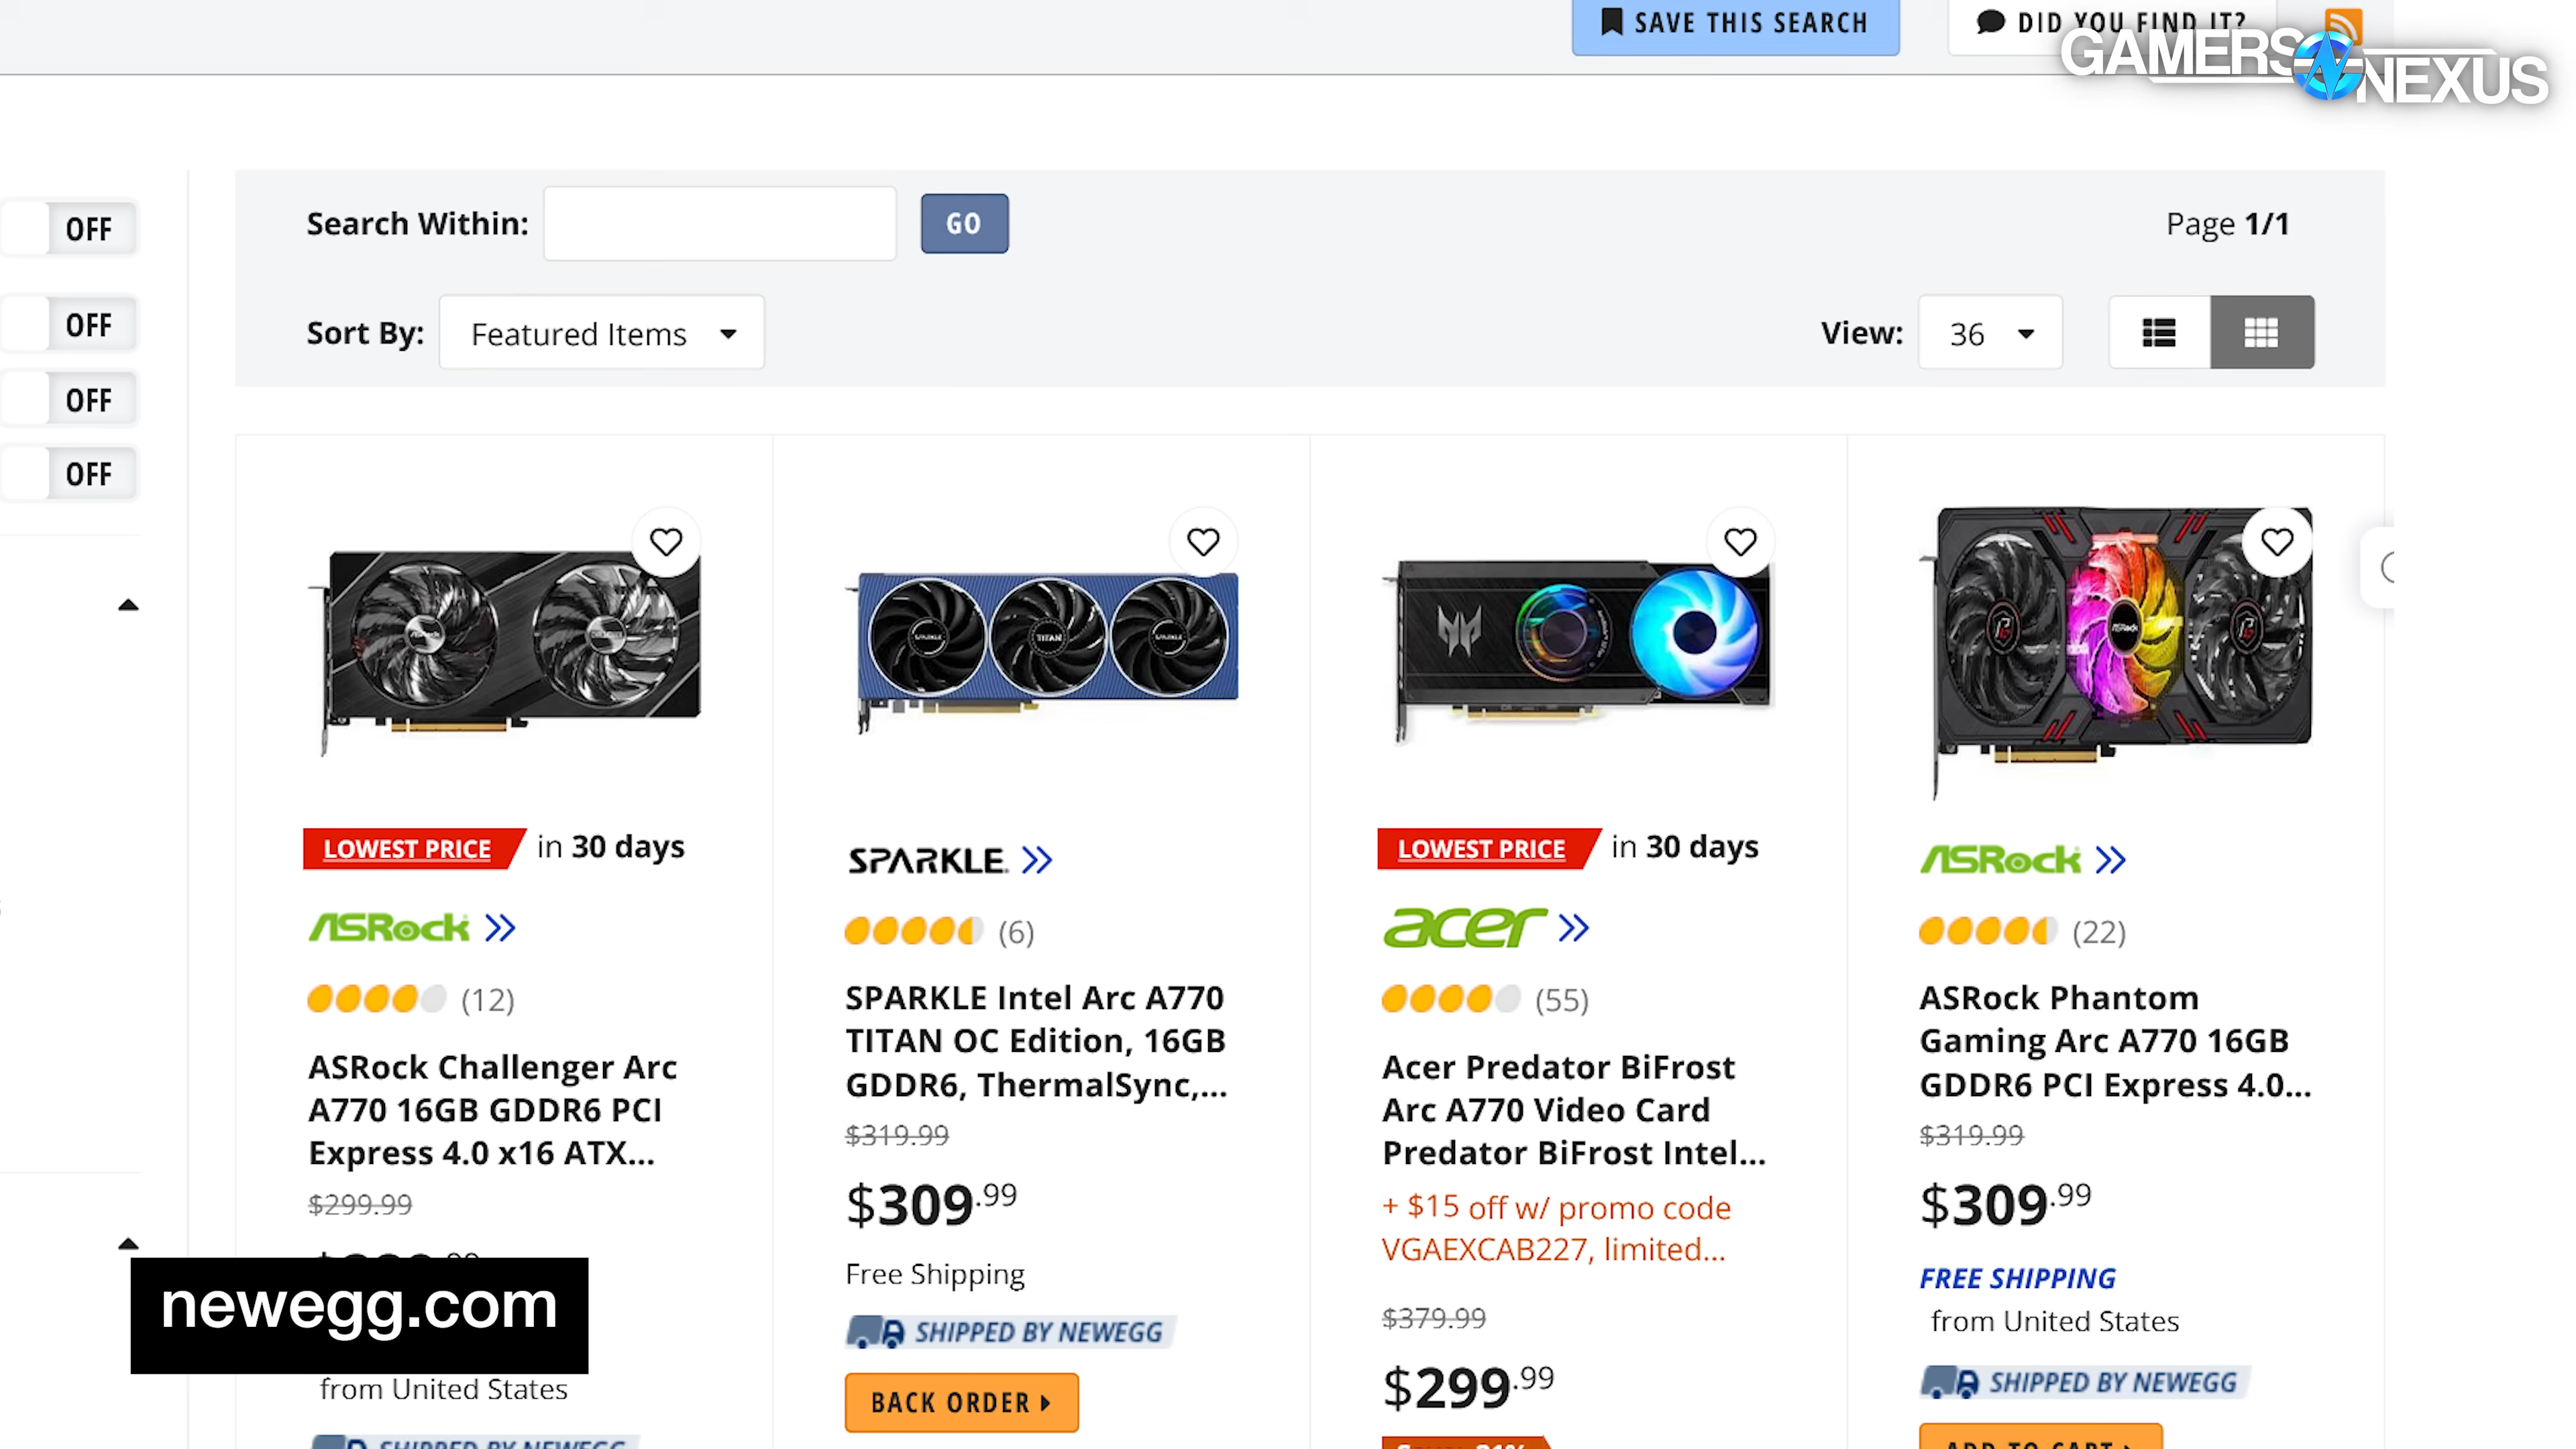 SAVE THIS SEARCH
DID YOU FIND IT?
GAMERS NEXUS
OFF
Search Within:
GO
Page 1/1
OFF
Sort By:
Featured Items
View:
36
OFF
OFF
LOWEST PRICE in 30 days
ASRock
(12)
ASRock Challenger Arc
A770 16GB GDDR6 PCI
Express 4.0 x16 ATX...
$299.99
newegg.com
from United States
SHIPPED BY NEWEGG
SPARKLE
(6)
SPARKLE Intel Arc A770
TITAN OC Edition, 16GB
GDDR6, ThermalSync,...
$319.99
$309.99
Free Shipping
SHIPPED BY NEWEGG
BACK ORDER
LOWEST PRICE in 30 days
acer
(55)
Acer Predator BiFrost
Arc A770 Video Card
Predator BiFrost Intel...
+ $15 off w/ promo code
VGAEXCAB227, limited...
$379.99
$299.99
ASRock
(22)
ASRock Phantom
Gaming Arc A770 16GB
GDDR6 PCI Express 4.0...
$319.99
$309.99
FREE SHIPPING
from United States
SHIPPED BY NEWEGG
ADD TO CART